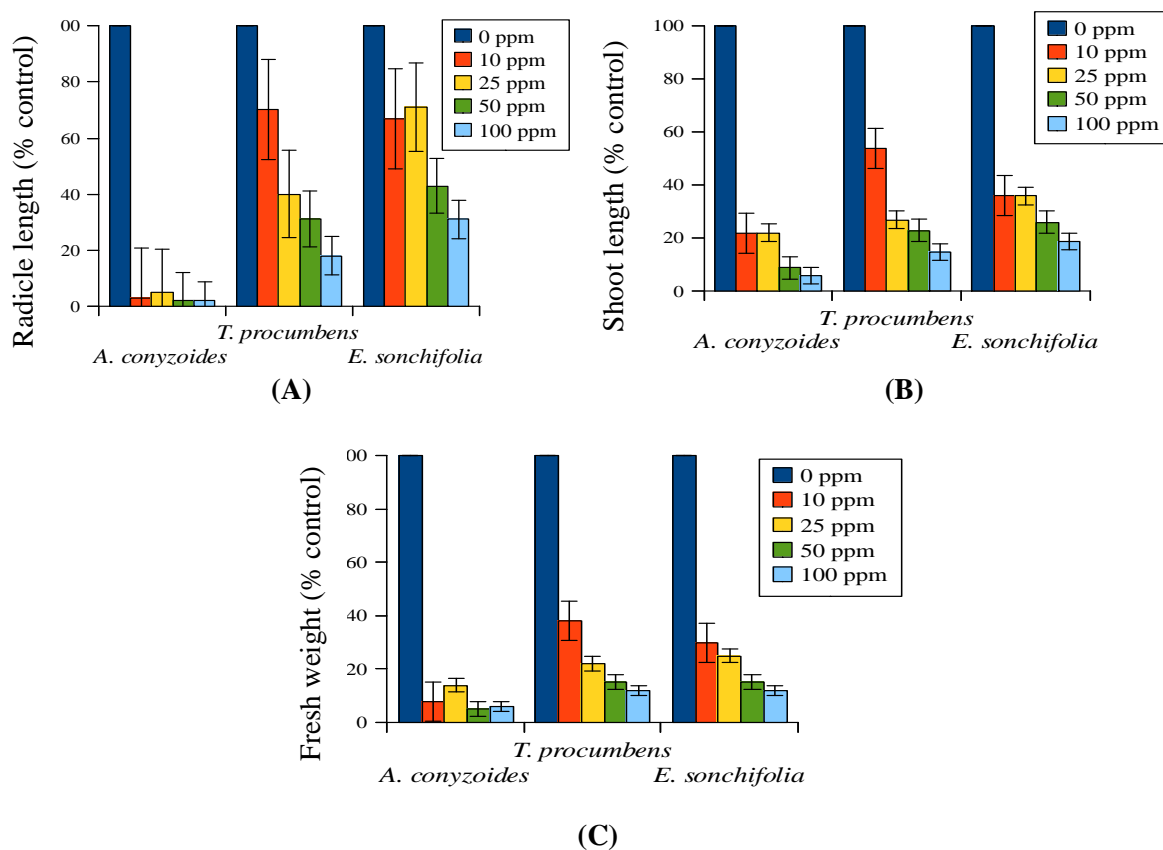 Radicle length (% control)
00
80
60
40
20
0
0 ppm
10 ppm
25 ppm
50 ppm
100 ppm
T. procumbens
A. conyzoides
E. sonchifolia
(A)
Shoot length (% control)
100
80
60
40
20
0
0 ppm
10 ppm
25 ppm
50 ppm
100 ppm
T. procumbens
A. conyzoides
E. sonchifolia
(B)
Fresh weight (% control)
00
80
60
40
20
0
0 ppm
10 ppm
25 ppm
50 ppm
100 ppm
T. procumbens
A. conyzoides
E. sonchifolia
(C)